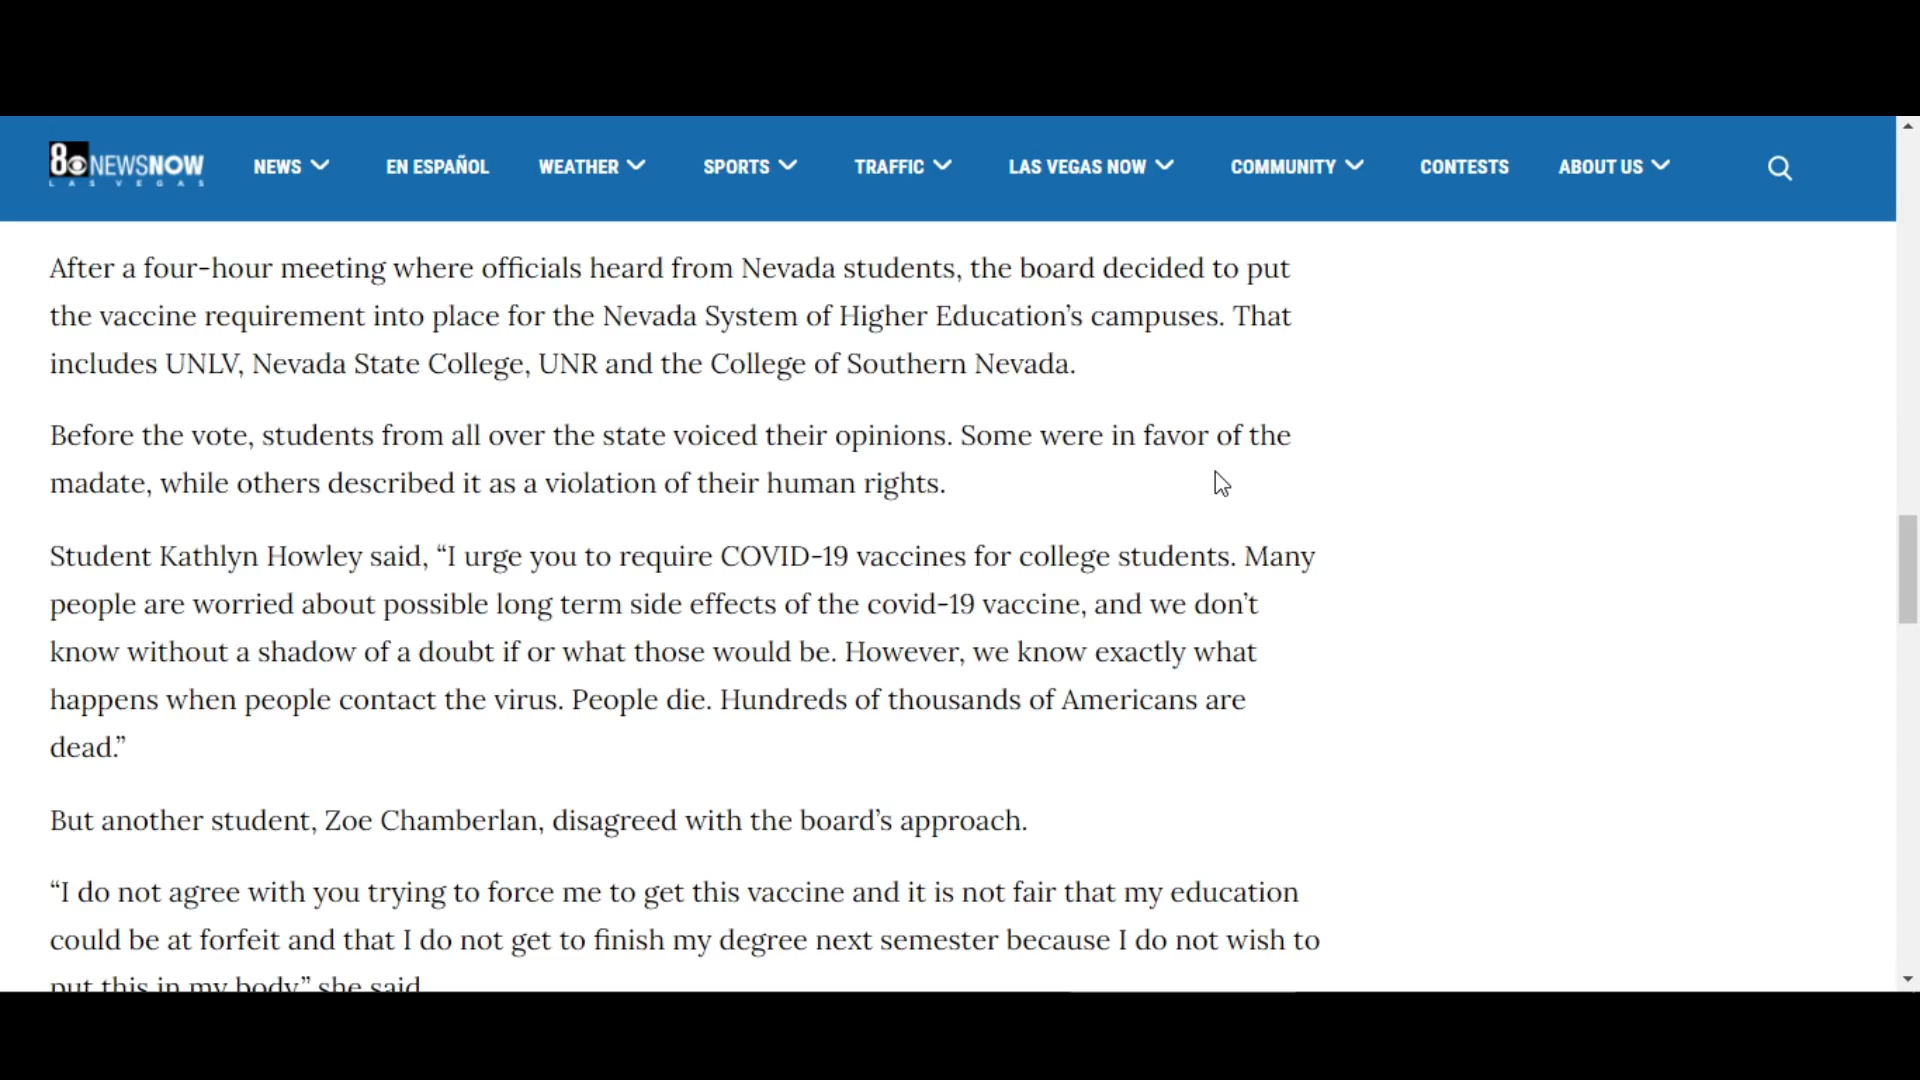 8 NEWSNOW
LAS VEGAS
NEWS
EN ESPAÑOL
WEATHER
SPORTS
TRAFFIC
LAS VEGAS NOW
COMMUNITY
CONTESTS
ABOUT US
After a four-hour meeting where officials heard from Nevada students, the board decided to put
the vaccine requirement into place for the Nevada System of Higher Education’s campuses. That
includes UNLV, Nevada State College, UNR and the College of Southern Nevada.
Before the vote, students from all over the state voiced their opinions. Some were in favor of the
madate, while others described it as a violation of their human rights.
Student Kathlyn Howley said, “I urge you to require COVID-19 vaccines for college students. Many
people are worried about possible long term side effects of the covid-19 vaccine, and we don’t
know without a shadow of a doubt if or what those would be. However, we know exactly what
happens when people contact the virus. People die. Hundreds of thousands of Americans are
dead.”
But another student, Zoe Chamberlan, disagreed with the board’s approach.
“I do not agree with you trying to force me to get this vaccine and it is not fair that my education
could be at forfeit and that I do not get to finish my degree next semester because I do not wish to
put this in my body,” she said